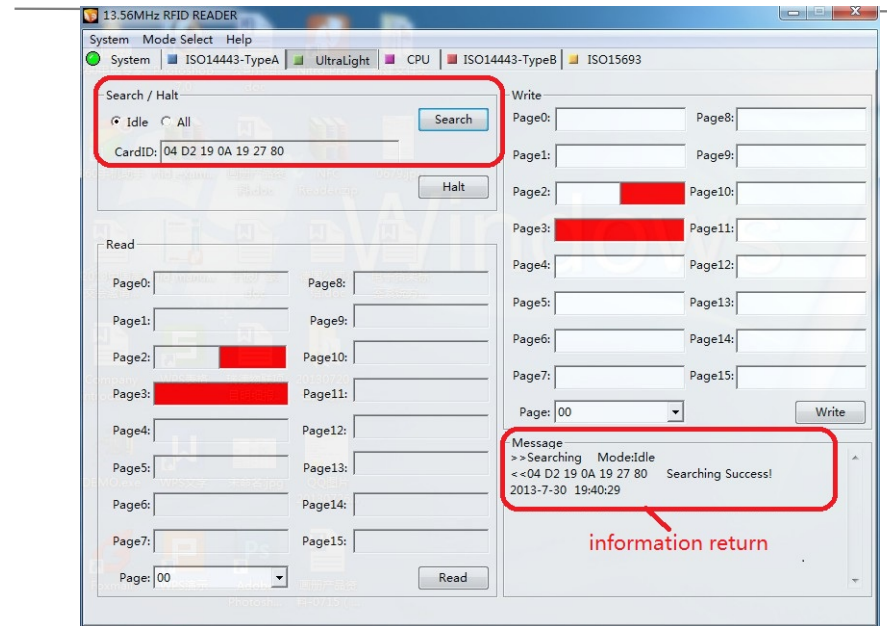 13.56MHz RFID READER
System Mode Select Help
System ISO14443-TypeA UltraLight CPU ISO14443-TypeB ISO15693
Search / Halt
Idle All Search
CardID: 04 D2 19 0A 19 27 80
Halt
Read
Page0: Page8:
Page1: Page9:
Page2: Page10:
Page3: Page11:
Page4: Page12:
Page5: Page13:
Page6: Page14:
Page7: Page15:
Page: 00 Read
Write
Page0: Page8:
Page1: Page9:
Page2: Page10:
Page3: Page11:
Page4: Page12:
Page5: Page13:
Page6: Page14:
Page7: Page15:
Page: 00 Write
Message
>>Searching Mode:Idle
<<04 D2 19 0A 19 27 80 Searching Success!
2013-7-30 19:40:29
information return
Windows